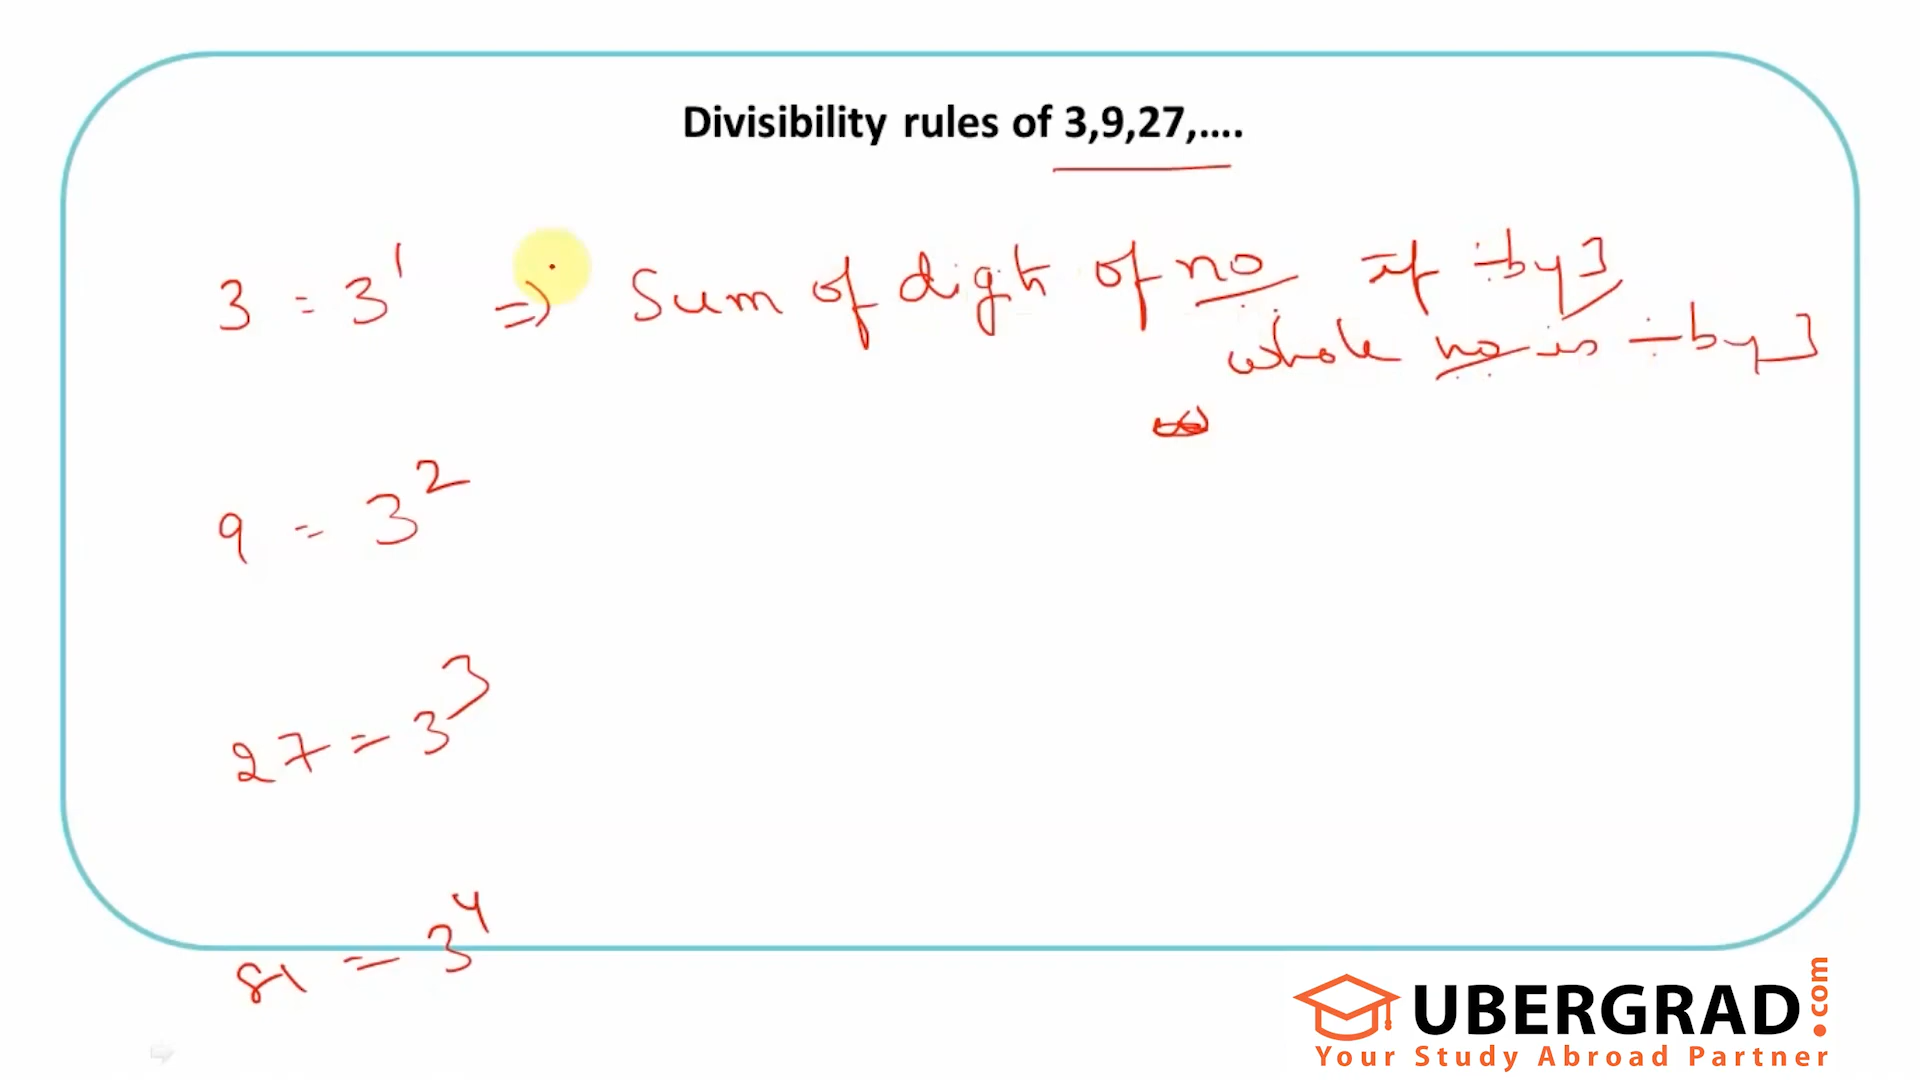 Divisibility rules of 3,9,27,....
3 = 3¹ ⇒ Sum of digit of no if ÷by 3
whole no is ÷by 3
9 = 3²
27 = 3³
81 = 3⁴
UBERGRAD.com
Your Study Abroad Partner